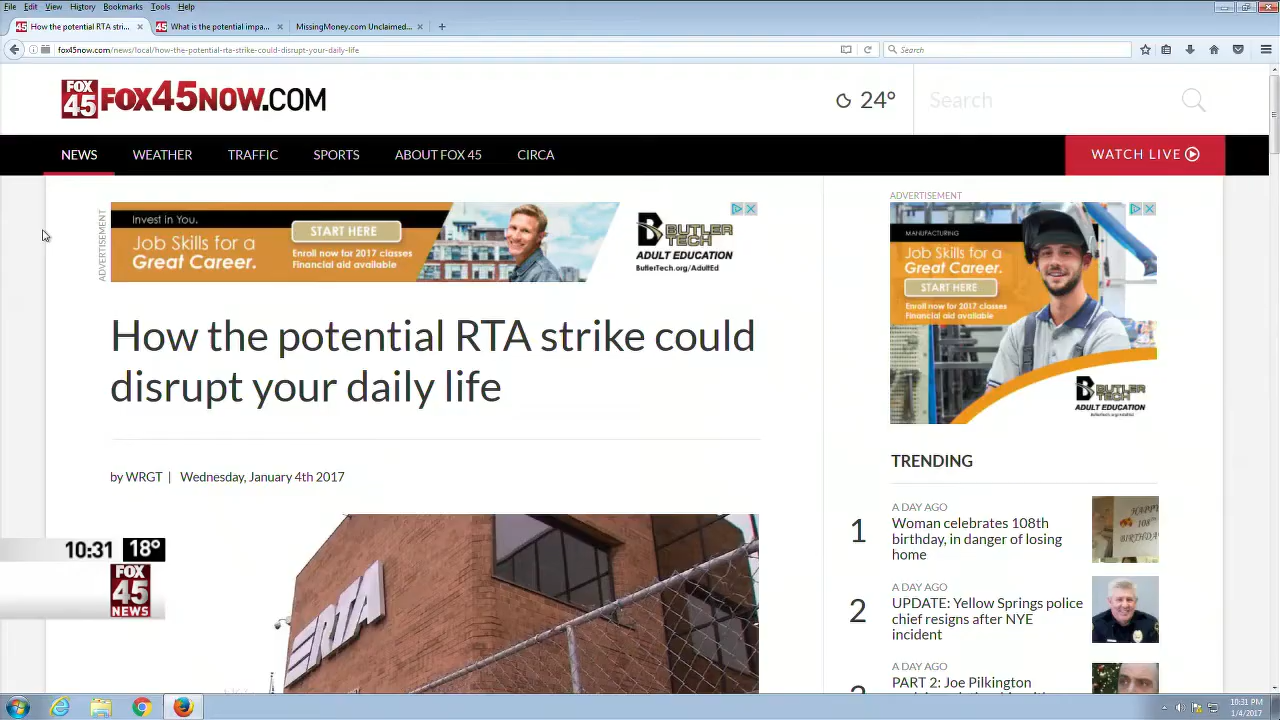 File Edit View History Bookmarks Tools Help
How the potential RTA stri... × What is the potential impa... × MissingMoney.com Unclaimed... × +
fox45now.com/news/local/how-the-potential-rta-strike-could-disrupt-your-daily-life Search
FOX 45 FOX45NOW.COM 24° Search
NEWS WEATHER TRAFFIC SPORTS ABOUT FOX 45 CIRCA WATCH LIVE
ADVERTISEMENT
Invest in You.
Job Skills for a
Great Career.
START HERE
Enroll now for 2017 classes
Financial aid available
BUTLER
TECH
ADULT EDUCATION
ButlerTech.org/AdultEd
How the potential RTA strike could
disrupt your daily life
by WRGT | Wednesday, January 4th 2017
RTA
ADVERTISEMENT
MANUFACTURING
Job Skills for a
Great Career.
START HERE
Enroll now for 2017 classes
Financial aid available
BUTLER
TECH
ADULT EDUCATION
TRENDING
1
A DAY AGO
Woman celebrates 108th
birthday, in danger of losing
home
HAPPY
108th
BIRTHDAY
2
A DAY AGO
UPDATE: Yellow Springs police
chief resigns after NYE
incident
A DAY AGO
PART 2: Joe Pilkington
10:31 18°
FOX
45
NEWS
10:31 PM
1/4/2017